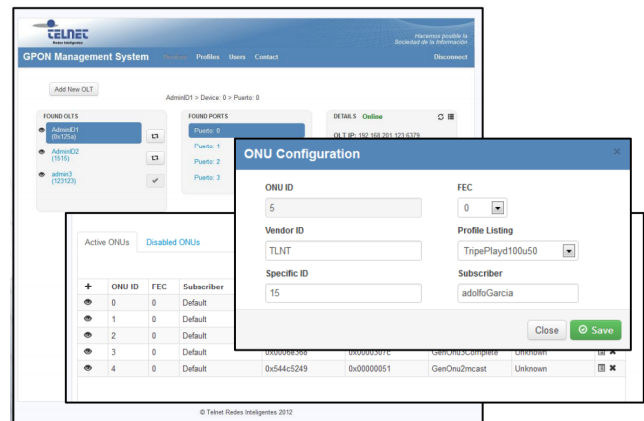 TELNET
Redes Inteligentes
Hacemos posible la
Sociedad de la Información
GPON Management System Profiles Users Contact Disconnect
Add New OLT
AdminID1 > Device: 0 > Puerto: 0
FOUND OLTS
AdminID1
(0x125a)
AdminID2
(1515)
admin3
(123123)
FOUND PORTS
Puerto: 0
Puerto: 1
Puerto: 2
Puerto: 3
DETAILS Online
OLT IP: 192.168.201.123:6379
ONU Configuration ×
ONU ID
5
FEC
0
Vendor ID
TLNT
Profile Listing
TripePlayd100u50
Specific ID
15
Subscriber
adolfoGarcia
Close Save
Active ONUs Disabled ONUs
+ ONU ID FEC Subscriber
0 0 Default
1 0 Default
2 0 Default
3 0 Default 0x0006e368 0x0000307c GenOnu3Complete Unknown
4 0 Default 0x544c5249 0x00000051 GenOnu2mcast Unknown
© Telnet Redes Inteligentes 2012